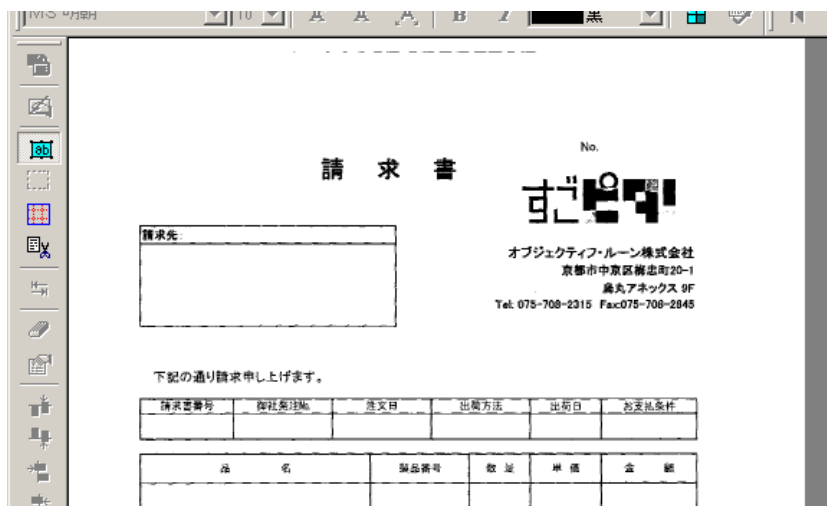 MS 明朝 10 B I 黒
No.
請 求 書
すごピタ!
請求先:
オブジェクティフ・ルーン株式会社
京都市中京区梅忠町20-1
烏丸アネックス 9F
Tel: 075-708-2315 Fax:075-708-2845
下記の通り請求申し上げます。
請求書番号 御社発注No. 注文日 出荷方法 出荷日 お支払条件
品 名 製品番号 数 量 単 価 金 額